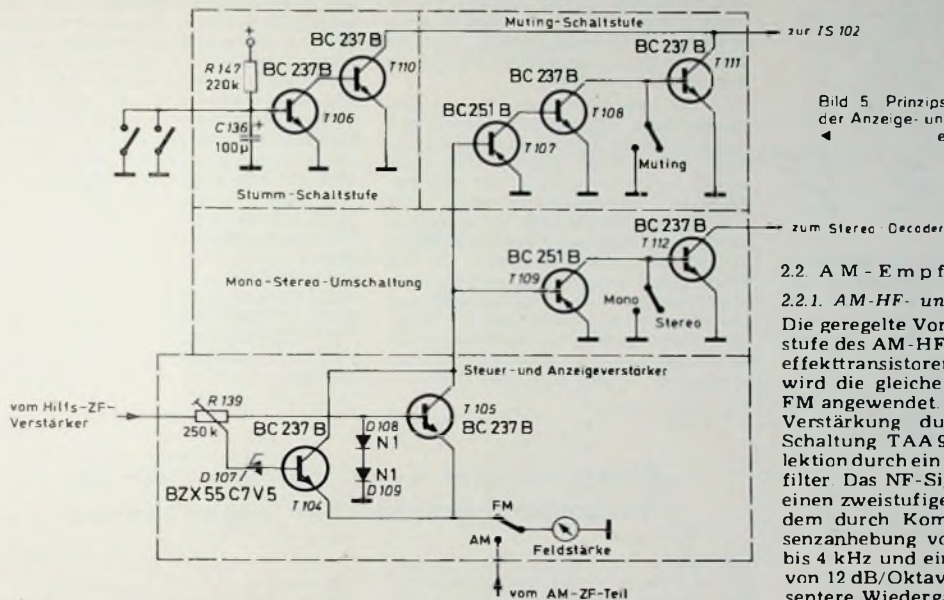 Muting-Schaltstufe
zur IS 102
BC 237 B
T 110
BC 237 B
T 111
R 147
220k
BC 237 B
T 106
C 136
100µ
BC 237 B
T 108
BC 251 B
T 107
Muting
Stumm-Schaltstufe
Bild 5 Prinzips
der Anzeige- un
e
BC 237 B
T 112
zum Stereo-Decoder
BC 251 B
T 109
Mono
Stereo
Mono-Stereo-Umschaltung
Steuer- und Anzeigeverstärker
vom Hilfs-ZF-
Verstärker
R 139
250 k
BC 237 B
D 108
N1
N1
D 109
T 105
BC 237 B
D 107
BZX 55 C7V5
T 104
FM
AM
Feldstärke
vom AM-ZF-Teil
2.2. AM-Empf
2.2.1. AM-HF- un
Die geregelte Vor
stufe des AM-HF
effekttransistoren
wird die gleiche
FM angewendet.
Verstärkung du
Schaltung TAA 9
lektion durch ein
filter. Das NF-Si
einen zweistufige
dem durch Kom
senzanhebung vo
bis 4 kHz und ein
von 12 dB/Oktav
sentere Wiederg